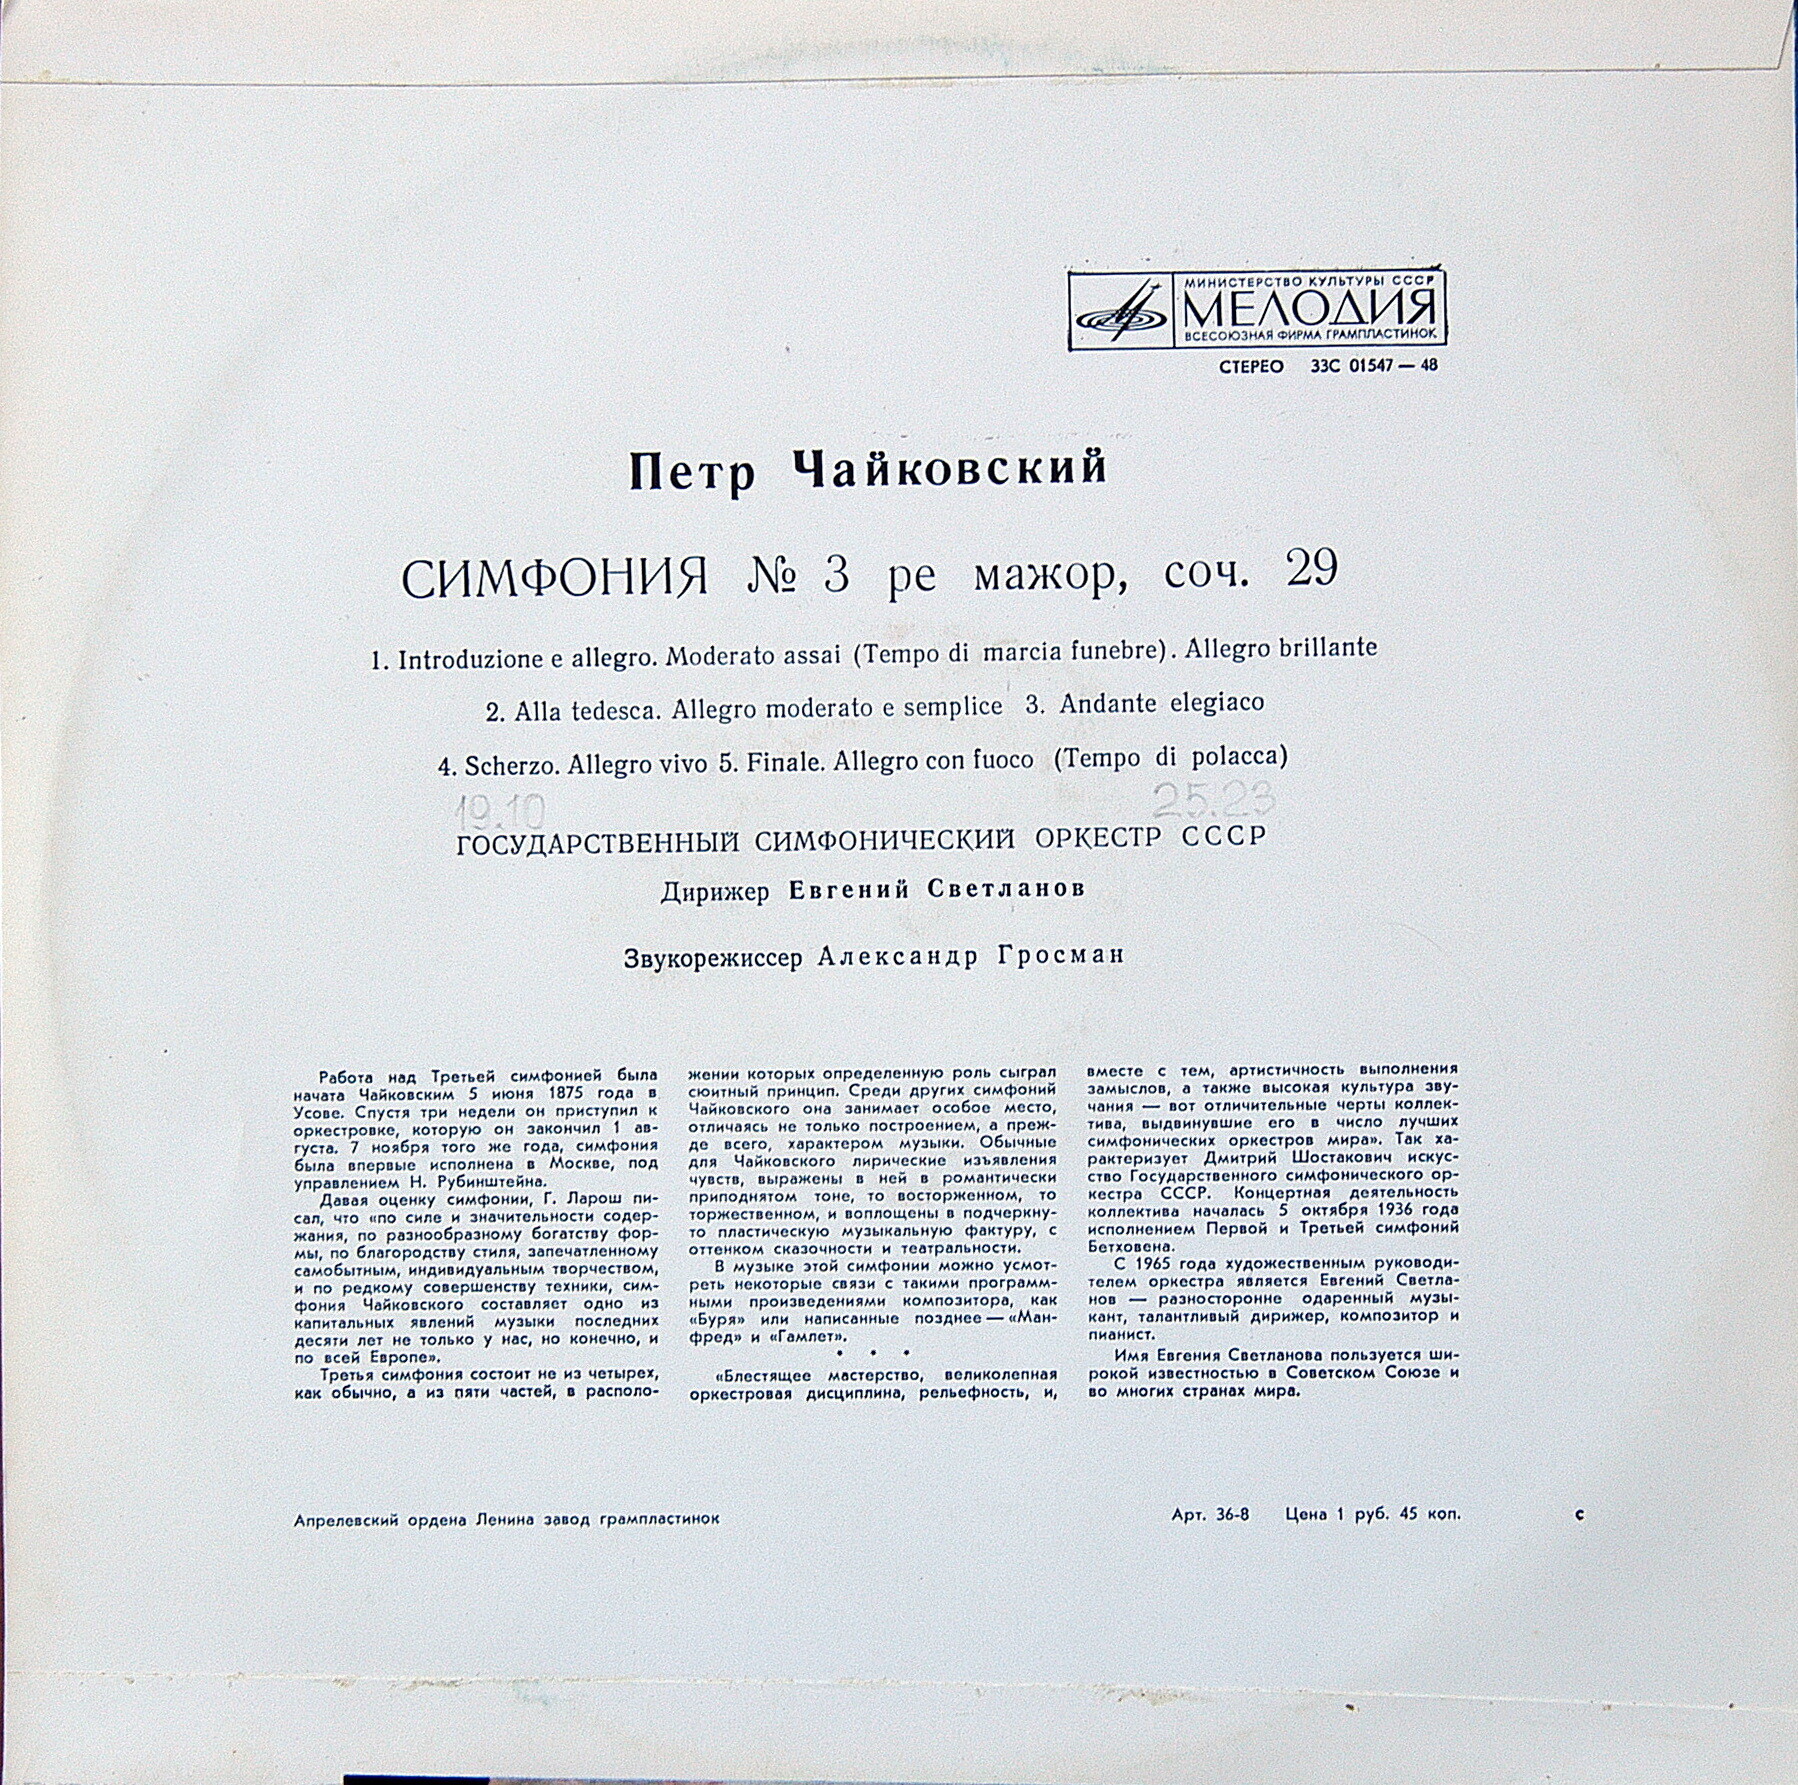 МИНИСТЕРСТВО КУЛЬТУРЫ СССР
МЕЛОДИЯ
ВСЕСОЮЗНАЯ ФИРМА ГРАМПЛАСТИНОК
СТЕРЕО 33С 01547 — 48
Петр Чайковский
СИМФОНИЯ № 3 ре мажор, соч. 29
1. Introduzione e allegro. Moderato assai (Tempo di marcia funebre). Allegro brillante
2. Alla tedesca. Allegro moderato e semplice 3. Andante elegiaco
4. Scherzo. Allegro vivo 5. Finale. Allegro con fuoco (Tempo di polacca)
19.10 25.23
ГОСУДАРСТВЕННЫЙ СИМФОНИЧЕСКИЙ ОРКЕСТР СССР
Дирижер Евгений Светланов
Звукорежиссер Александр Гросман
Работа над Третьей симфонией была
начата Чайковским 5 июня 1875 года в
Усове. Спустя три недели он приступил к
оркестровке, которую он закончил 1 ав-
густа. 7 ноября того же года, симфония
была впервые исполнена в Москве, под
управлением Н. Рубинштейна.
Давая оценку симфонии, Г. Ларош пи-
сал, что «по силе и значительности содер-
жания, по разнообразному богатству фор-
мы, по благородству стиля, запечатленному
самобытным, индивидуальным творчеством,
и по редкому совершенству техники, сим-
фония Чайковского составляет одно из
капитальных явлений музыки последних
десяти лет не только у нас, но конечно, и
по всей Европе».
Третья симфония состоит не из четырех,
как обычно, а из пяти частей, в располо-
жении которых определенную роль сыграл
сюитный принцип. Среди других симфоний
Чайковского она занимает особое место,
отличаясь не только построением, а преж-
де всего, характером музыки. Обычные
для Чайковского лирические изъявления
чувств, выражены в ней в романтически
приподнятом тоне, то восторженном, то
торжественном, и воплощены в подчеркну-
то пластическую музыкальную фактуру, с
оттенком сказочности и театральности.
В музыке этой симфонии можно усмот-
реть некоторые связи с такими программ-
ными произведениями композитора, как
«Буря» или написанные позднее — «Ман-
фред» и «Гамлет».
• • •
«Блестящее мастерство, великолепная
оркестровая дисциплина, рельефность, и,
вместе с тем, артистичность выполнения
замыслов, а также высокая культура зву-
чания — вот отличительные черты коллек-
тива, выдвинувшие его в число лучших
симфонических оркестров мира». Так ха-
рактеризует Дмитрий Шостакович искус-
ство Государственного симфонического ор-
кестра СССР. Концертная деятельность
коллектива началась 5 октября 1936 года
исполнением Первой и Третьей симфоний
Бетховена.
С 1965 года художественным руководи-
телем оркестра является Евгений Светла-
нов — разносторонне одаренный музы-
кант, талантливый дирижер, композитор и
пианист.
Имя Евгения Светланова пользуется ши-
рокой известностью в Советском Союзе и
во многих странах мира.
Апрелевский ордена Ленина завод грампластинок
Арт. 36-8 Цена 1 руб. 45 коп. С